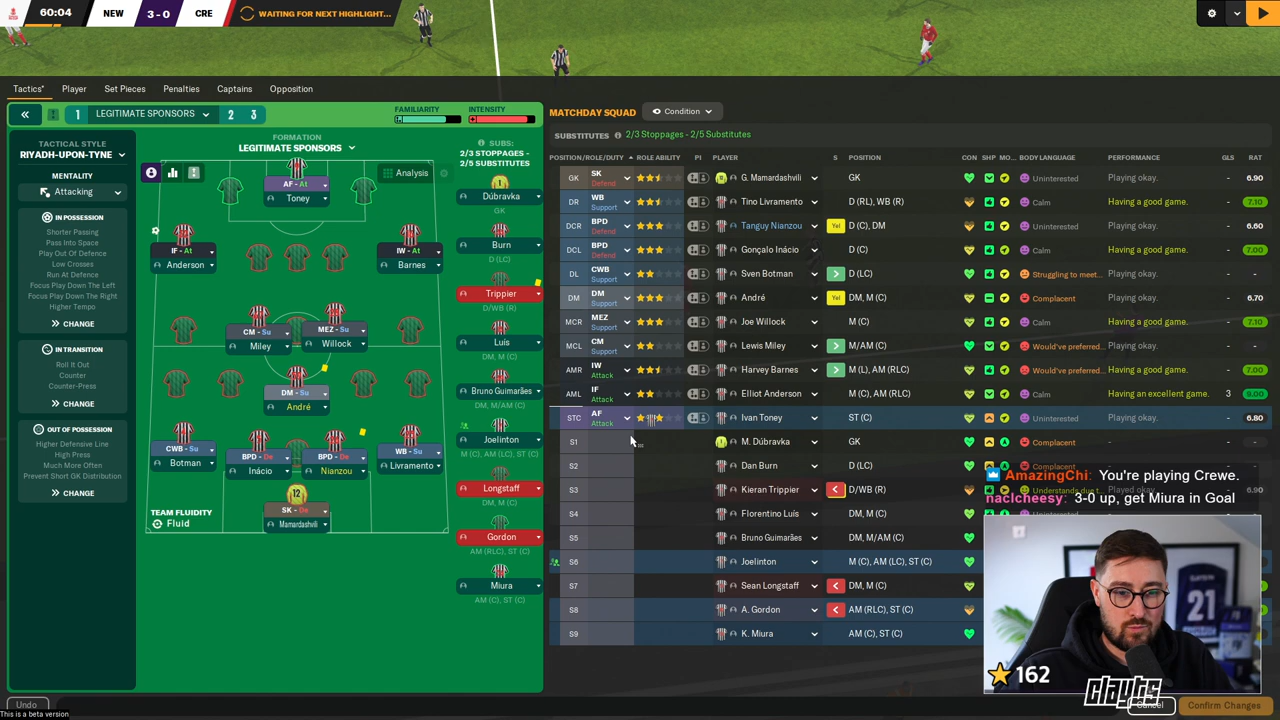 60:04 NEW 3 - 0 CRE WAITING FOR NEXT HIGHLIGHT...
Tactics* Player Set Pieces Penalties Captains Opposition
1 LEGITIMATE SPONSORS 2 3
FAMILIARITY INTENSITY
TACTICAL STYLE
RIYADH-UPON-TYNE
MENTALITY
Attacking
IN POSSESSION
Shorter Passing
Pass Into Space
Play Out Of Defence
Low Crosses
Run At Defence
Focus Play Down The Left
Focus Play Down The Right
Higher Tempo
CHANGE
IN TRANSITION
Roll It Out
Counter
Counter-Press
CHANGE
OUT OF POSSESSION
Higher Defensive Line
High Press
Much More Often
Prevent Short GK Distribution
CHANGE
FORMATION
LEGITIMATE SPONSORS
Analysis
AF - At
Toney
IF - At
Anderson
IW - At
Barnes
CM - Su
Miley
MEZ - Su
Willock
DM - Su
André
CWB - Su
Botman
BPD - De
Inácio
BPD - De
Nianzou
WB - Su
Livramento
12
SK - De
Mamardashvili
TEAM FLUIDITY
Fluid
SUBS:
2/3 STOPPAGES -
2/5 SUBSTITUTES
1
Dúbravka
GK
Burn
D (LC)
Trippier
D/WB (R)
Luís
DM, M (C)
Bruno Guimarães
DM, M/AM (C)
Joelinton
M (C), AM (LC), ST (C)
Longstaff
DM, M (C)
Gordon
AM (RLC), ST (C)
Miura
AM (C), ST (C)
MATCHDAY SQUAD Condition
SUBSTITUTES 2/3 Stoppages - 2/5 Substitutes
POSITION/ROLE/DUTY ROLE ABILITY PI PLAYER S POSITION CON SHP MO... BODY LANGUAGE PERFORMANCE GLS RAT
GK SK Defend G. Mamardashvili GK Uninterested Playing okay. - 6.90
DR WB Support Tino Livramento D (RL), WB (R) Calm Having a good game. - 7.10
DCR BPD Defend Tanguy Nianzou Yel D (C), DM Uninterested Playing okay. - 6.60
DCL BPD Defend Gonçalo Inácio D (C) Calm Having a good game. - 7.00
DL CWB Support Sven Botman D (LC) Struggling to meet... Playing okay. - -
DM DM Support André Yel DM, M (C) Complacent Playing okay. - 6.70
MCR MEZ Support Joe Willock M (C) Calm Having a good game. - 7.10
MCL CM Support Lewis Miley M/AM (C) Would've preferred... Playing okay. - -
AMR IW Attack Harvey Barnes M (L), AM (RLC) Would've preferred... Having a good game. - 7.00
AML IF Attack Elliot Anderson M (C), AM (RLC) Calm Having an excellent game. 3 9.00
STC AF Attack Ivan Toney ST (C) Uninterested Playing okay. - 6.80
S1 M. Dúbravka GK Complacent - -
S2 Dan Burn D (LC) Complacent
S3 Kieran Trippier D/WB (R)
S4 Florentino Luís DM, M (C)
S5 Bruno Guimarães DM, M/AM (C)
S6 Joelinton M (C), AM (LC), ST (C)
S7 Sean Longstaff DM, M (C)
S8 A. Gordon AM (RLC), ST (C)
S9 K. Miura AM (C), ST (C)
AmazingChi: You're playing Crewe
naclcheesy: 3-0 up, get Miura in Goal
21
162
clayts
Undo
Cancel Confirm Changes
This is a beta version